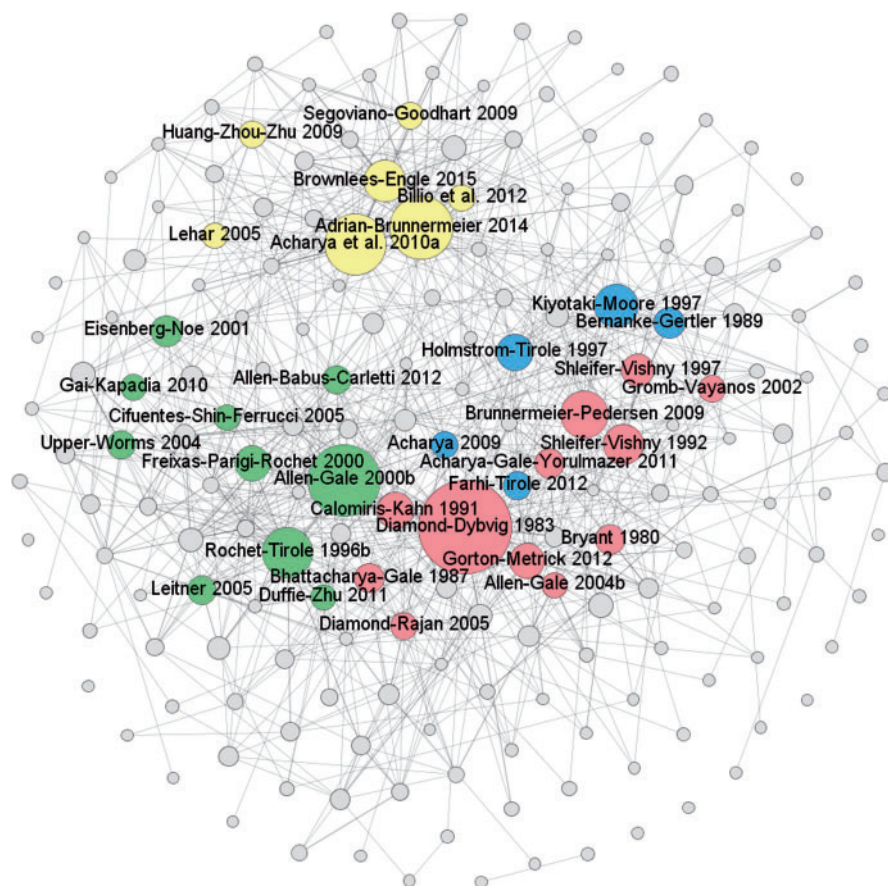 Segoviano-Goodhart 2009
Huang-Zhou-Zhu 2009
Brownlees-Engle 2015
Billio et al. 2012
Adrian-Brunnermeier 2014
Lehar 2005
Acharya et al. 2010a
Kiyotaki-Moore 1997
Bernanke-Gertler 1989
Eisenberg-Noe 2001
Holmstrom-Tirole 1997
Shleifer-Vishny 1997
Allen-Babus-Carletti 2012
Gai-Kapadia 2010
Gromb-Vayanos 2002
Cifuentes-Shin-Ferrucci 2005
Brunnermeier-Pedersen 2009
Upper-Worms 2004
Acharya 2009
Shleifer-Vishny 1992
Freixas-Parigi-Rochet 2000
Acharya-Gale-Yorulmazer 2011
Allen-Gale 2000b
Farhi-Tirole 2012
Calomiris-Kahn 1991
Diamond-Dybvig 1983
Bryant 1980
Rochet-Tirole 1996b
Gorton-Metrick 2012
Bhattacharya-Gale 1987
Allen-Gale 2004b
Leitner 2005
Duffie-Zhu 2011
Diamond-Rajan 2005